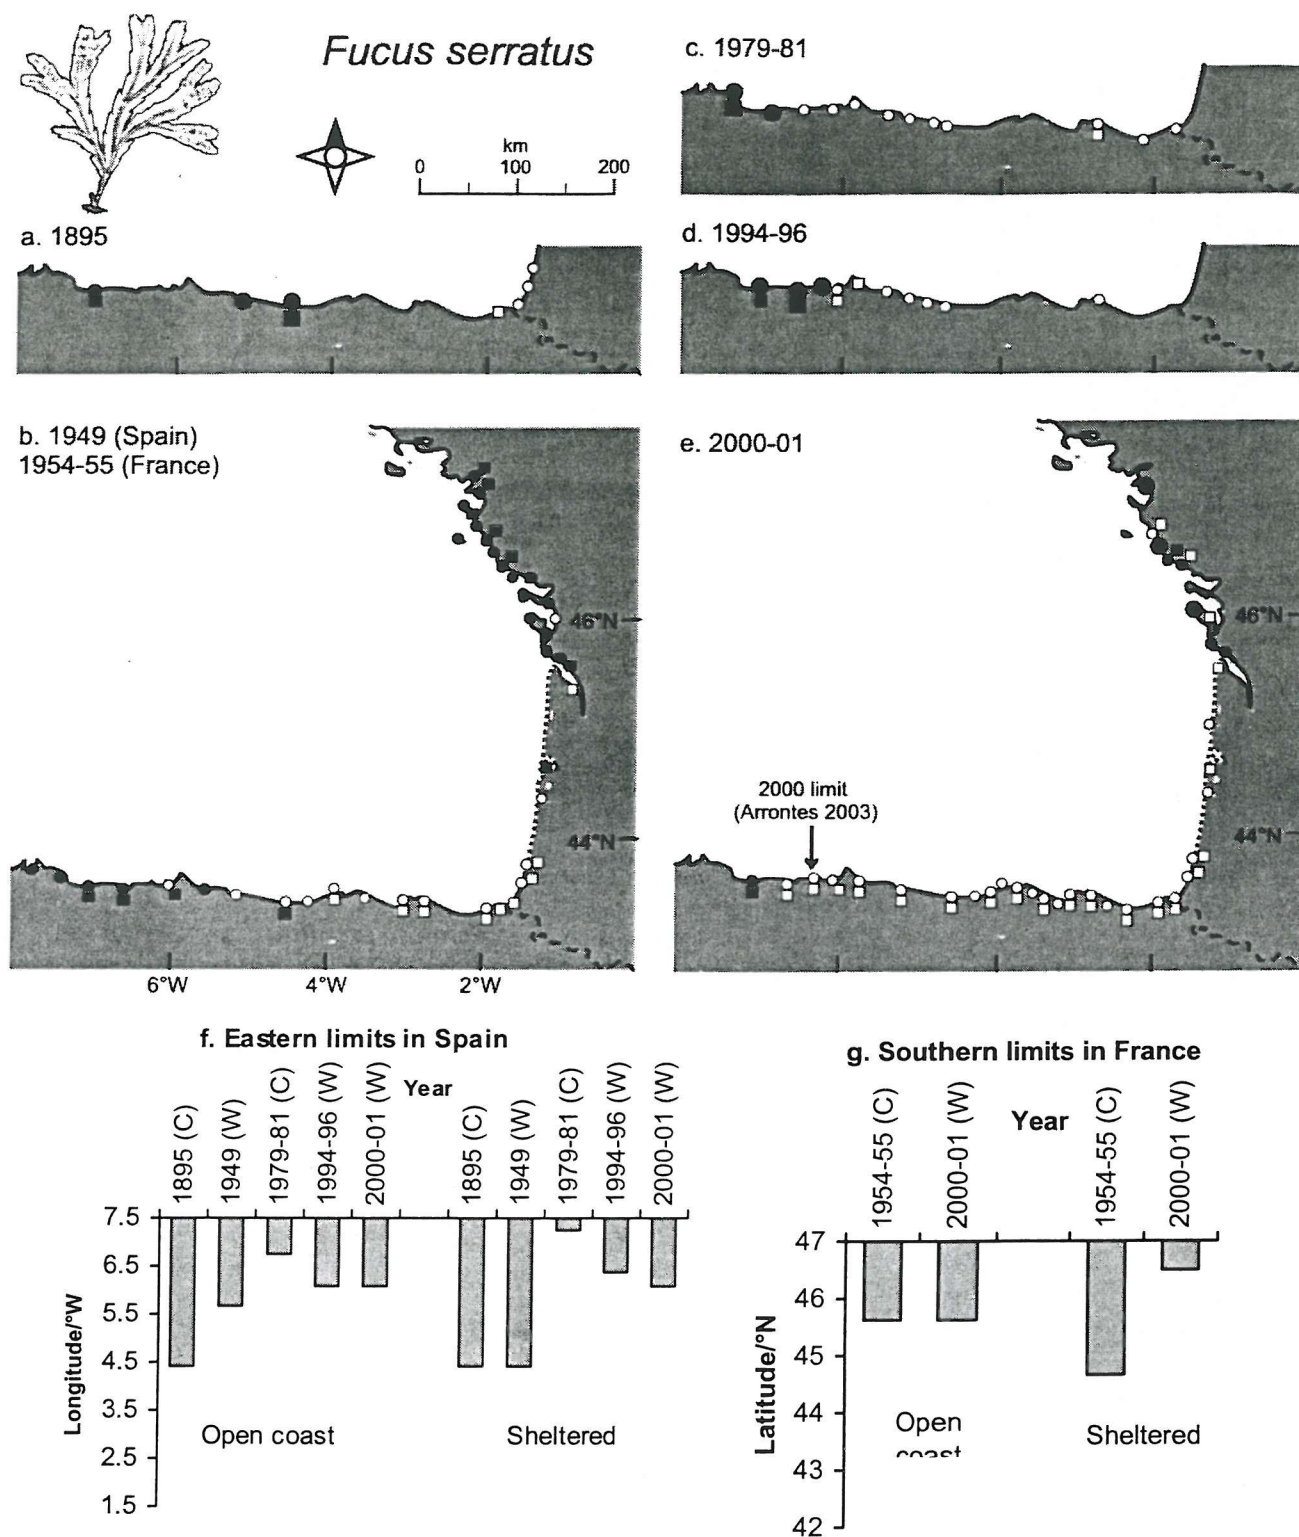 Fucus serratus
km
0 100 200
a. 1895
b. 1949 (Spain)
1954-55 (France)
46°N
44°N
6°W 4°W 2°W
c. 1979-81
d. 1994-96
e. 2000-01
46°N
2000 limit
(Arrontes 2003)
44°N
f. Eastern limits in Spain
Year
1895 (C)
1949 (W)
1979-81 (C)
1994-96 (W)
2000-01 (W)
1895 (C)
1949 (W)
1979-81 (C)
1994-96 (W)
2000-01 (W)
Longitude/°W
7.5
6.5
5.5
4.5
3.5
2.5
1.5
Open coast
Sheltered
g. Southern limits in France
Year
1954-55 (C)
2000-01 (W)
1954-55 (C)
2000-01 (W)
Latitude/°N
47
46
45
44
43
42
Open
coast
Sheltered